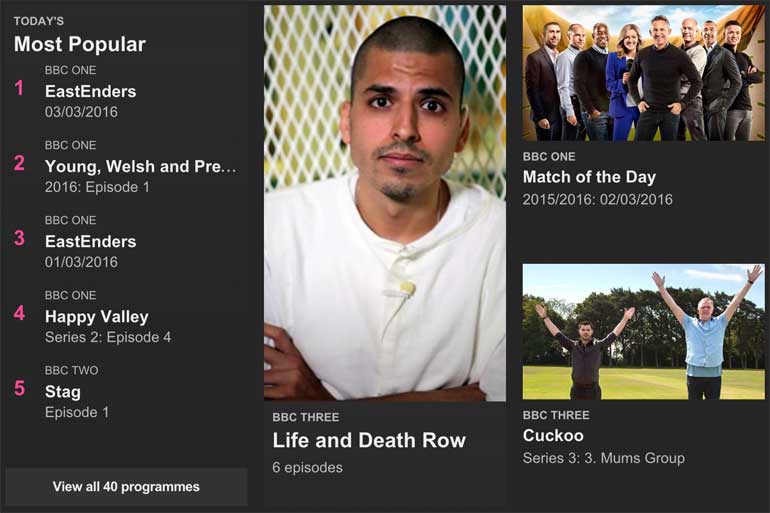 TODAY'S
Most Popular
1
BBC ONE
EastEnders
03/03/2016
2
BBC ONE
Young, Welsh and Pre…
2016: Episode 1
3
BBC ONE
EastEnders
01/03/2016
4
BBC ONE
Happy Valley
Series 2: Episode 4
5
BBC TWO
Stag
Episode 1
View all 40 programmes
BBC THREE
Life and Death Row
6 episodes
BBC ONE
Match of the Day
2015/2016: 02/03/2016
BBC THREE
Cuckoo
Series 3: 3. Mums Group